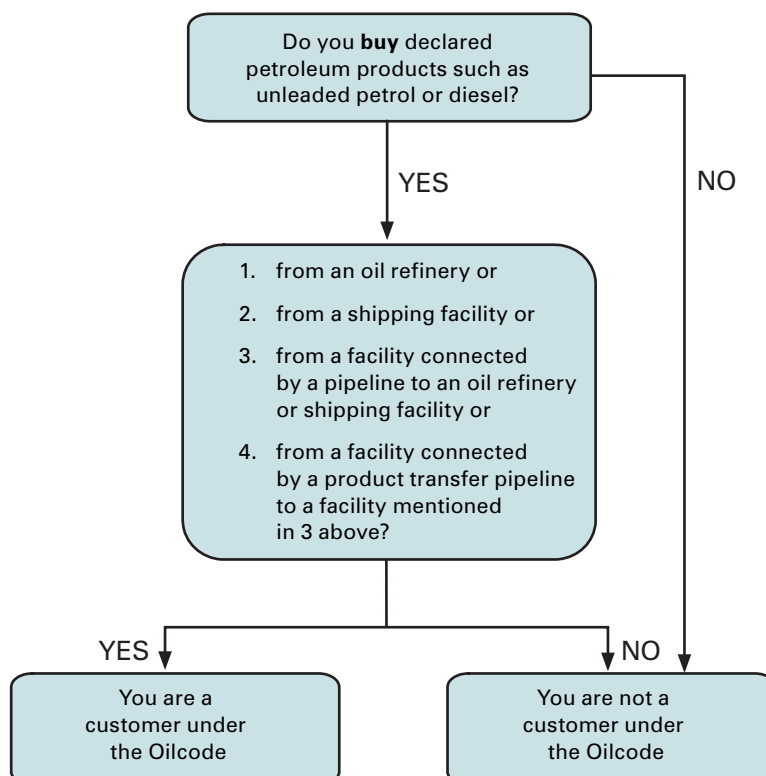 Do you buy declared
petroleum products such as
unleaded petrol or diesel?
YES
NO
1. from an oil refinery or
2. from a shipping facility or
3. from a facility connected
by a pipeline to an oil refinery
or shipping facility or
4. from a facility connected
by a product transfer pipeline
to a facility mentioned
in 3 above?
YES
NO
You are a
customer under
the Oilcode
You are not a
customer under
the Oilcode